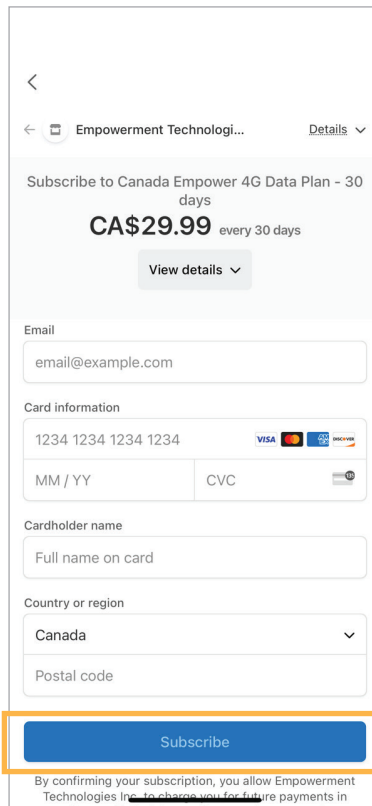 Empowerment Technologi... Details
Subscribe to Canada Empower 4G Data Plan - 30
days
CA$29.99 every 30 days
View details
Email
email@example.com
Card information
1234 1234 1234 1234 VISA DISCOVER
MM / YY CVC
Cardholder name
Full name on card
Country or region
Canada
Postal code
Subscribe
By confirming your subscription, you allow Empowerment
Technologies Inc. to charge you for future payments in